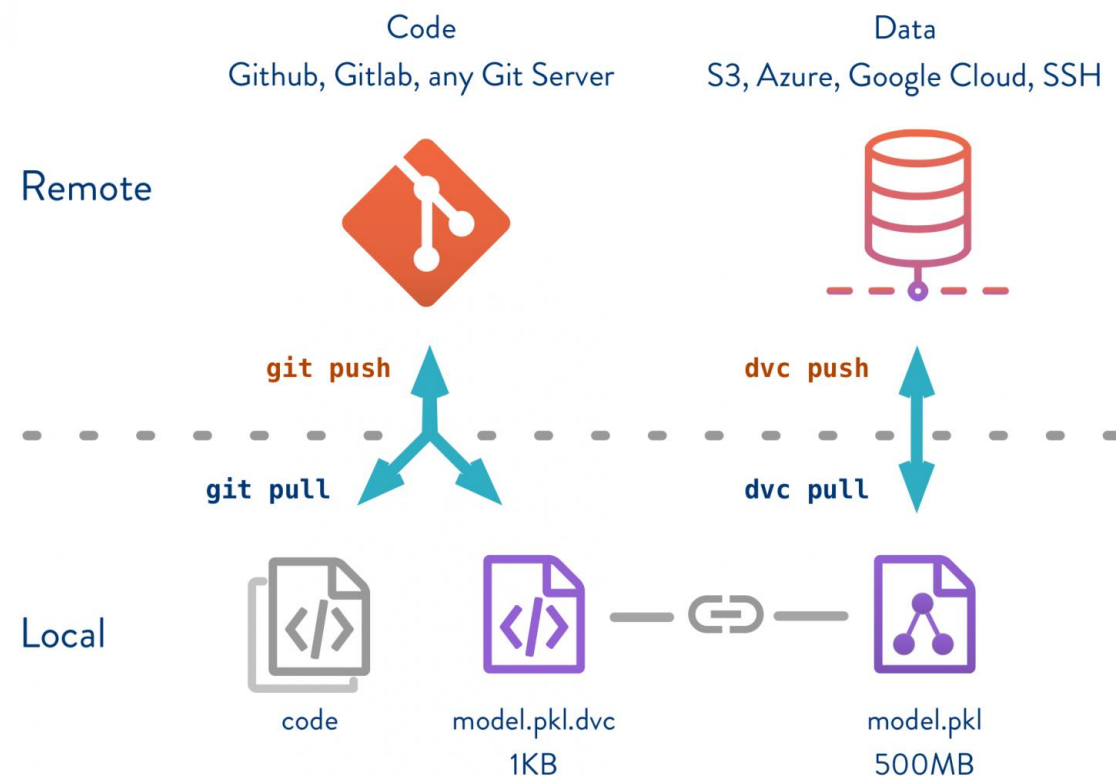 Code
Github, Gitlab, any Git Server
Data
S3, Azure, Google Cloud, SSH
Remote
git push
dvc push
git pull
dvc pull
Local
code
model.pkl.dvc
1KB
model.pkl
500MB